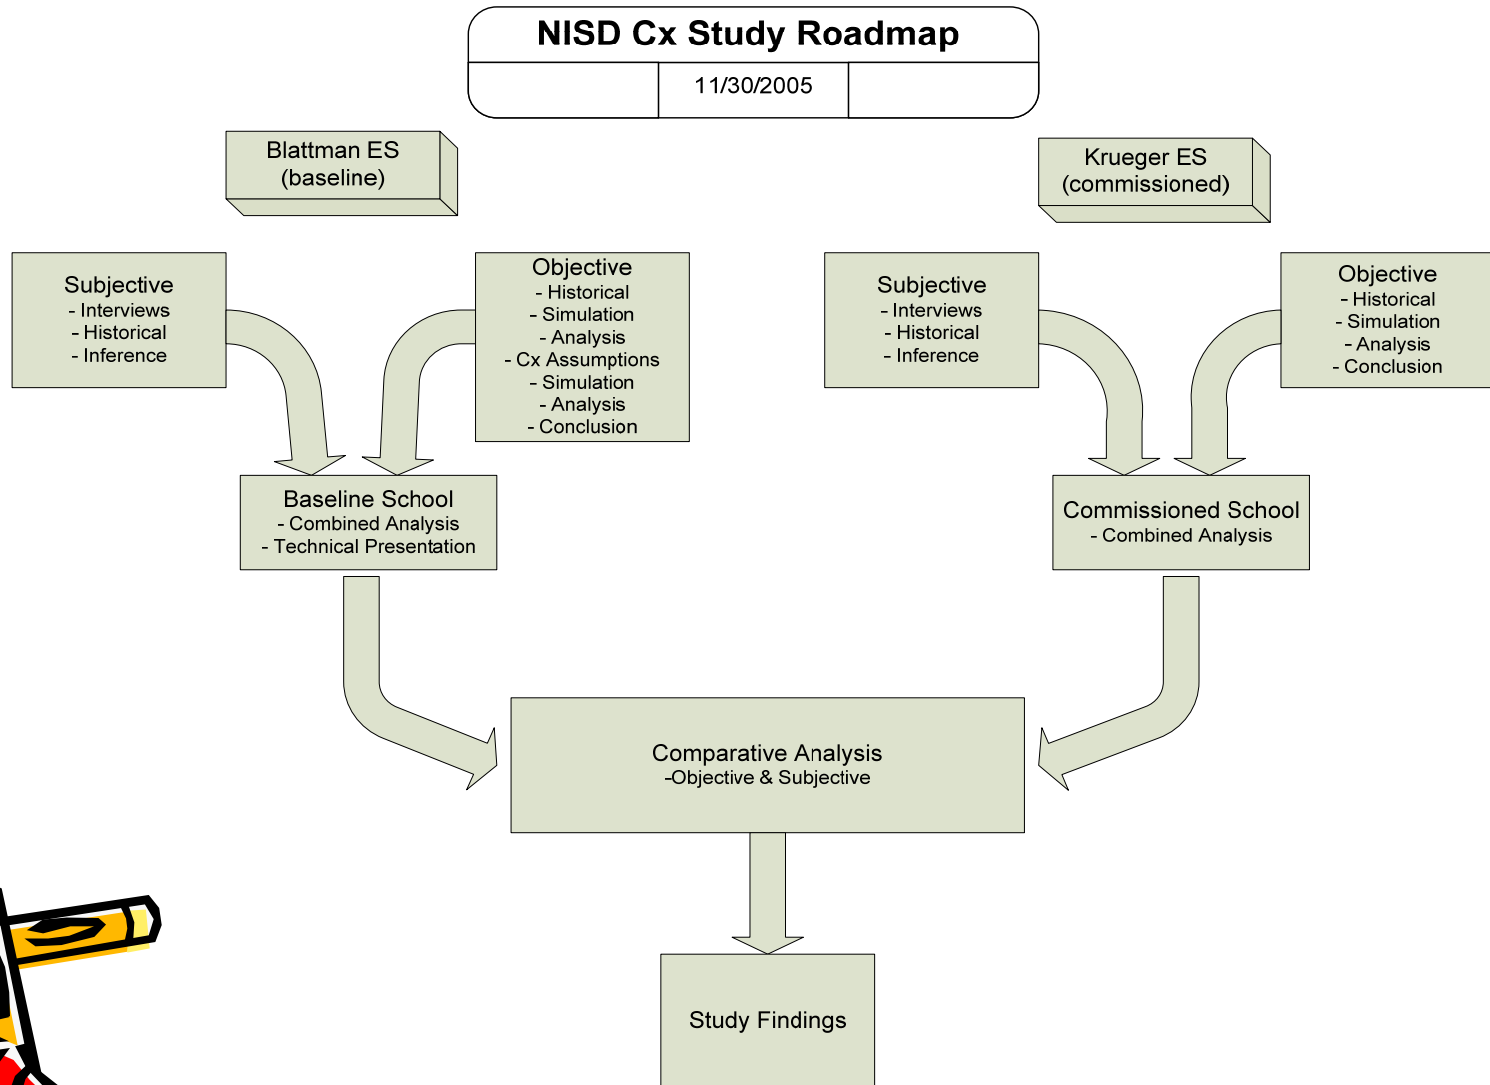 NISD Cx Study Roadmap
11/30/2005
Blattman ES
(baseline)
Krueger ES
(commissioned)
Subjective
- Interviews
- Historical
- Inference
Objective
- Historical
- Simulation
- Analysis
- Cx Assumptions
- Simulation
- Analysis
- Conclusion
Subjective
- Interviews
- Historical
- Inference
Objective
- Historical
- Simulation
- Analysis
- Conclusion
Baseline School
- Combined Analysis
- Technical Presentation
Commissioned School
- Combined Analysis
Comparative Analysis
-Objective & Subjective
Study Findings